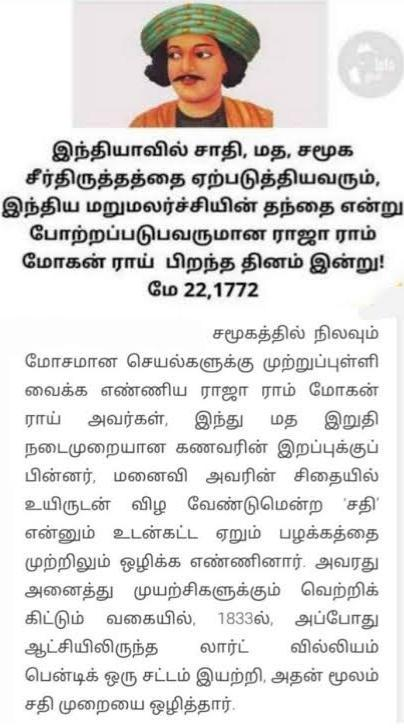 இந்தியாவில் சாதி, மத, சமூக
சீர்திருத்தத்தை ஏற்படுத்தியவரும்,
இந்திய மறுமலர்ச்சியின் தந்தை என்று
போற்றப்படுபவருமான ராஜா ராம்
மோகன் ராய் பிறந்த தினம் இன்று!
மே 22,1772
சமூகத்தில் நிலவும்
மோசமான செயல்களுக்கு முற்றுப்புள்ளி
வைக்க எண்ணிய ராஜா ராம் மோகன்
ராய் அவர்கள், இந்து மத இறுதி
நடைமுறையான கணவரின் இறப்புக்குப்
பின்னர், மனைவி அவரின் சிதையில்
உயிருடன் விழ வேண்டுமென்ற ‘சதி’
என்னும் உடன்கட்ட ஏறும் பழக்கத்தை
முற்றிலும் ஒழிக்க எண்ணினார். அவரது
அனைத்து முயற்சிகளுக்கும் வெற்றிக்
கிட்டும் வகையில், 1833ல், அப்போது
ஆட்சியிலிருந்த லார்ட் வில்லியம்
பென்டிக் ஒரு சட்டம் இயற்றி, அதன் மூலம்
சதி முறையை ஒழித்தார்.